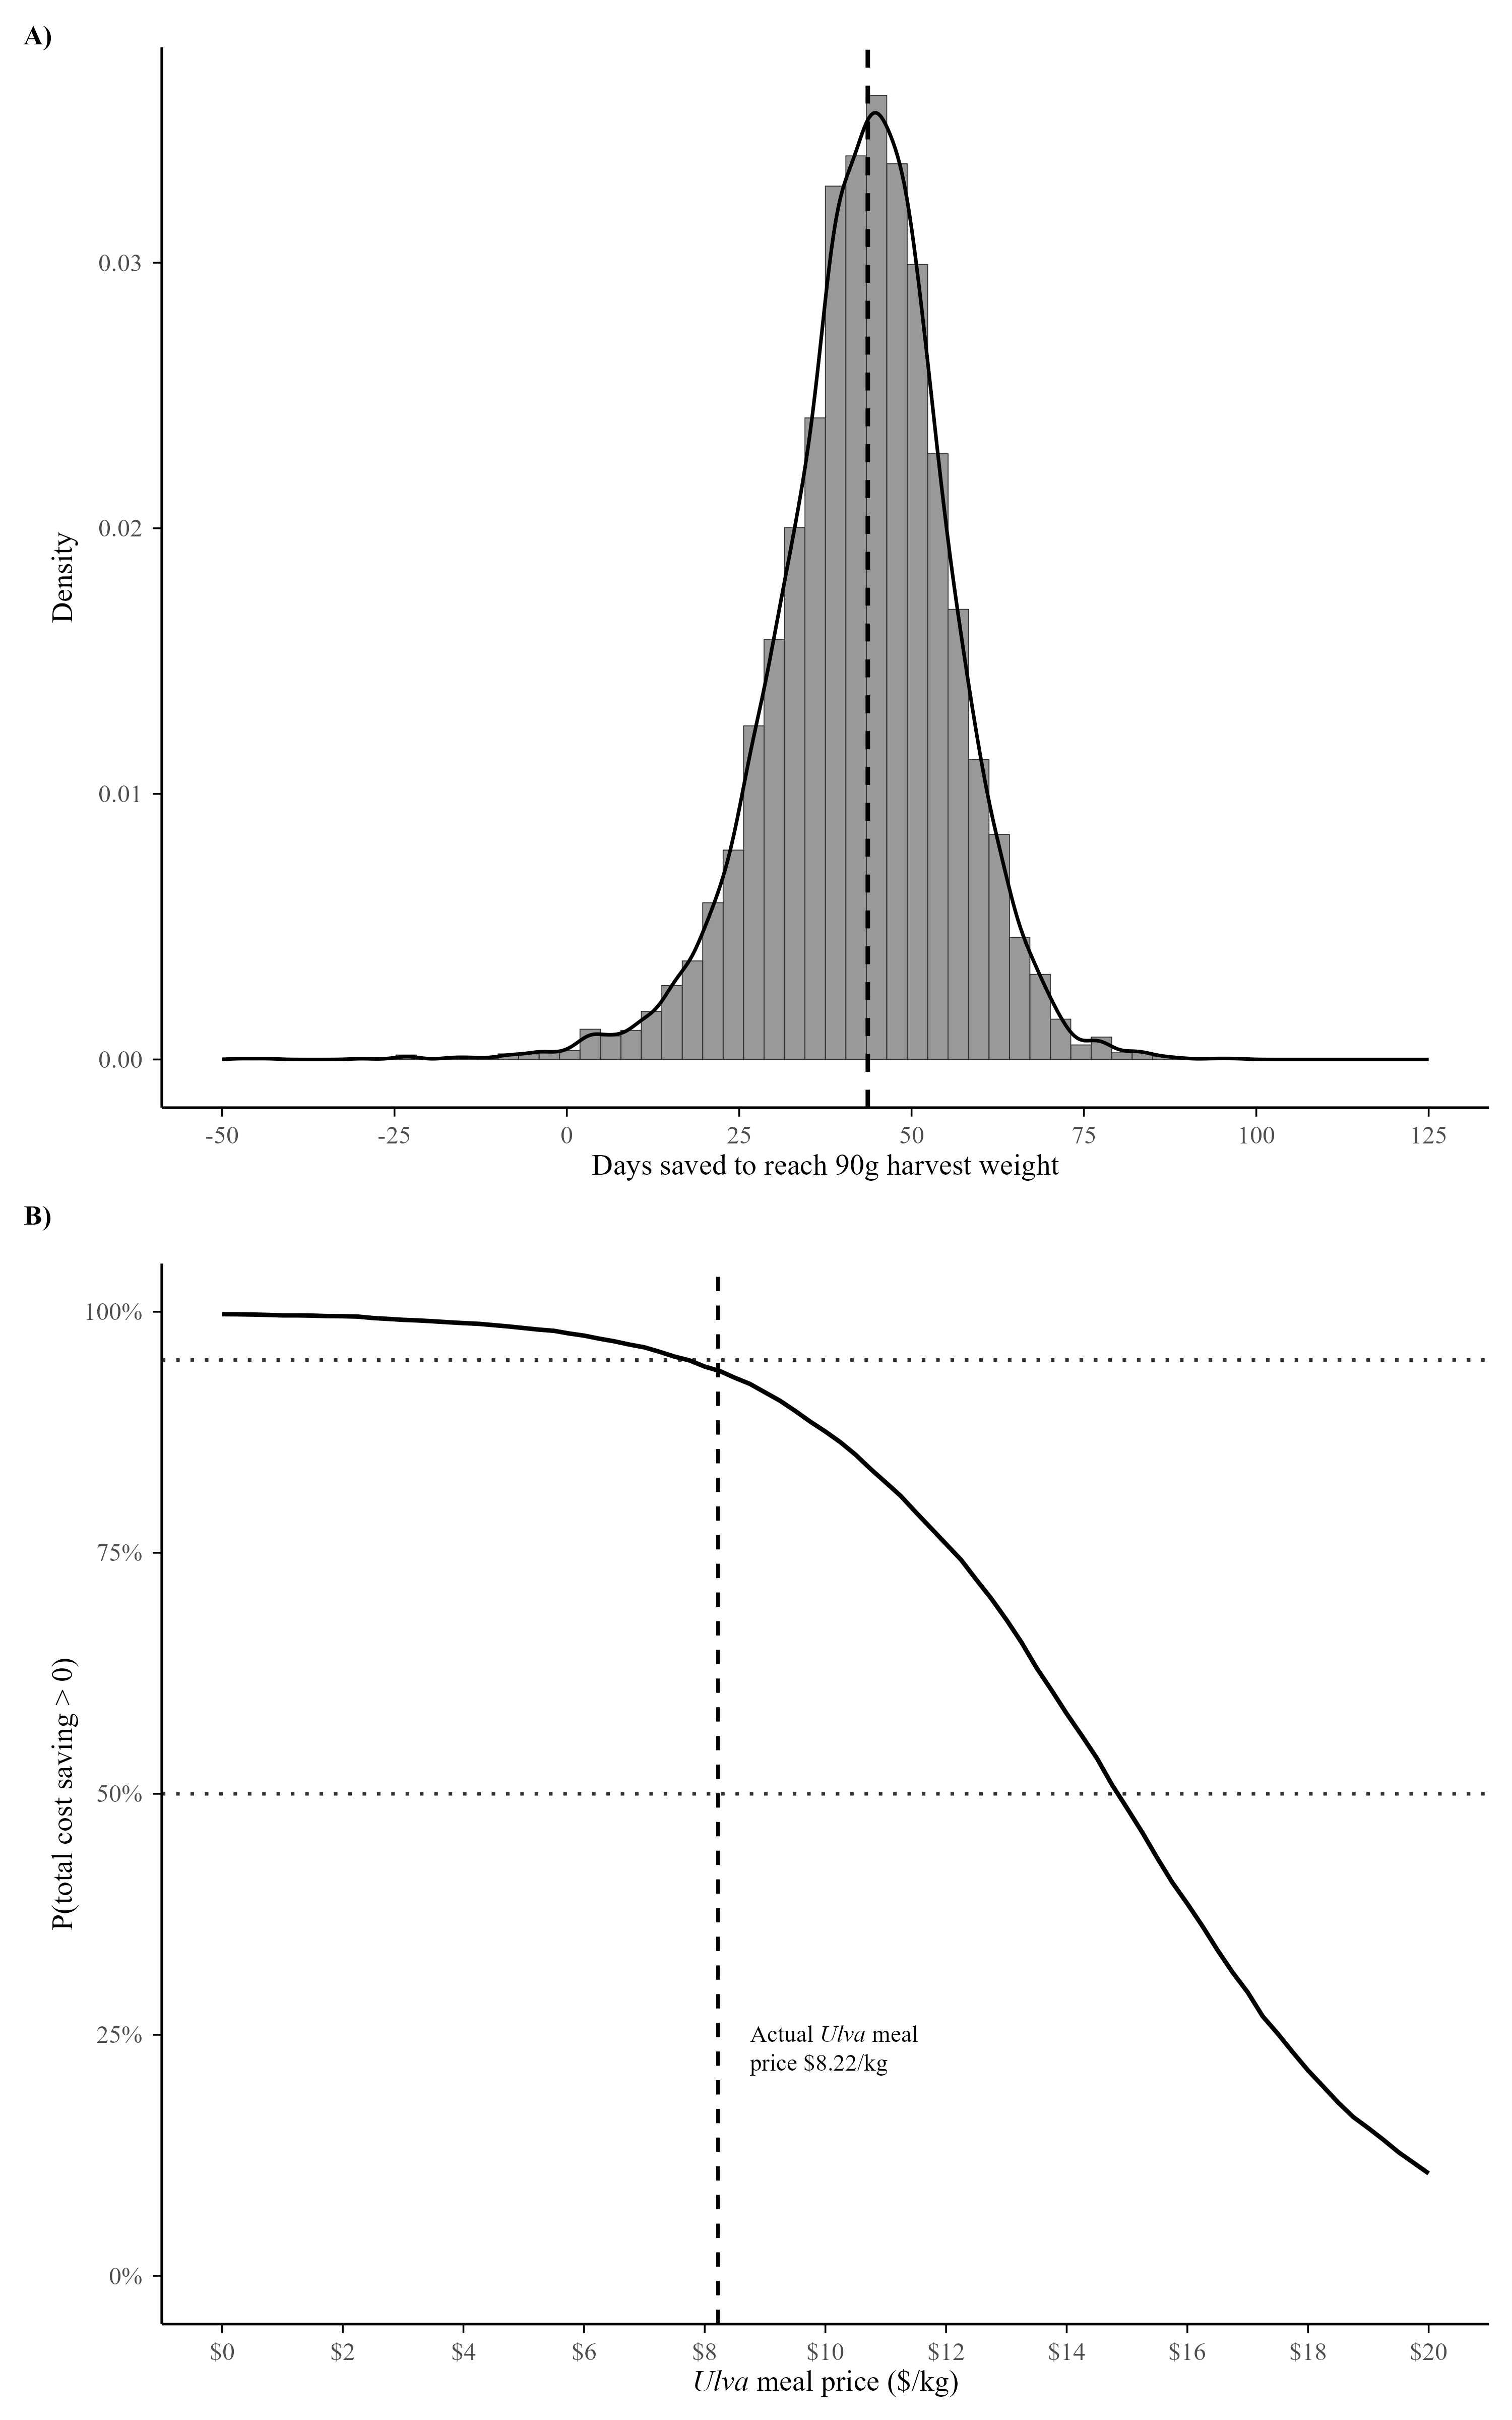 A)
0.03
0.02
0.01
0.00
Density
-50 -25 0 25 50 75 100 125
Days saved to reach 90g harvest weight
B)
100%
75%
50%
25%
0%
P(total cost saving > 0)
Actual Ulva meal
price $8.22/kg
$0 $2 $4 $6 $8 $10 $12 $14 $16 $18 $20
Ulva meal price ($/kg)